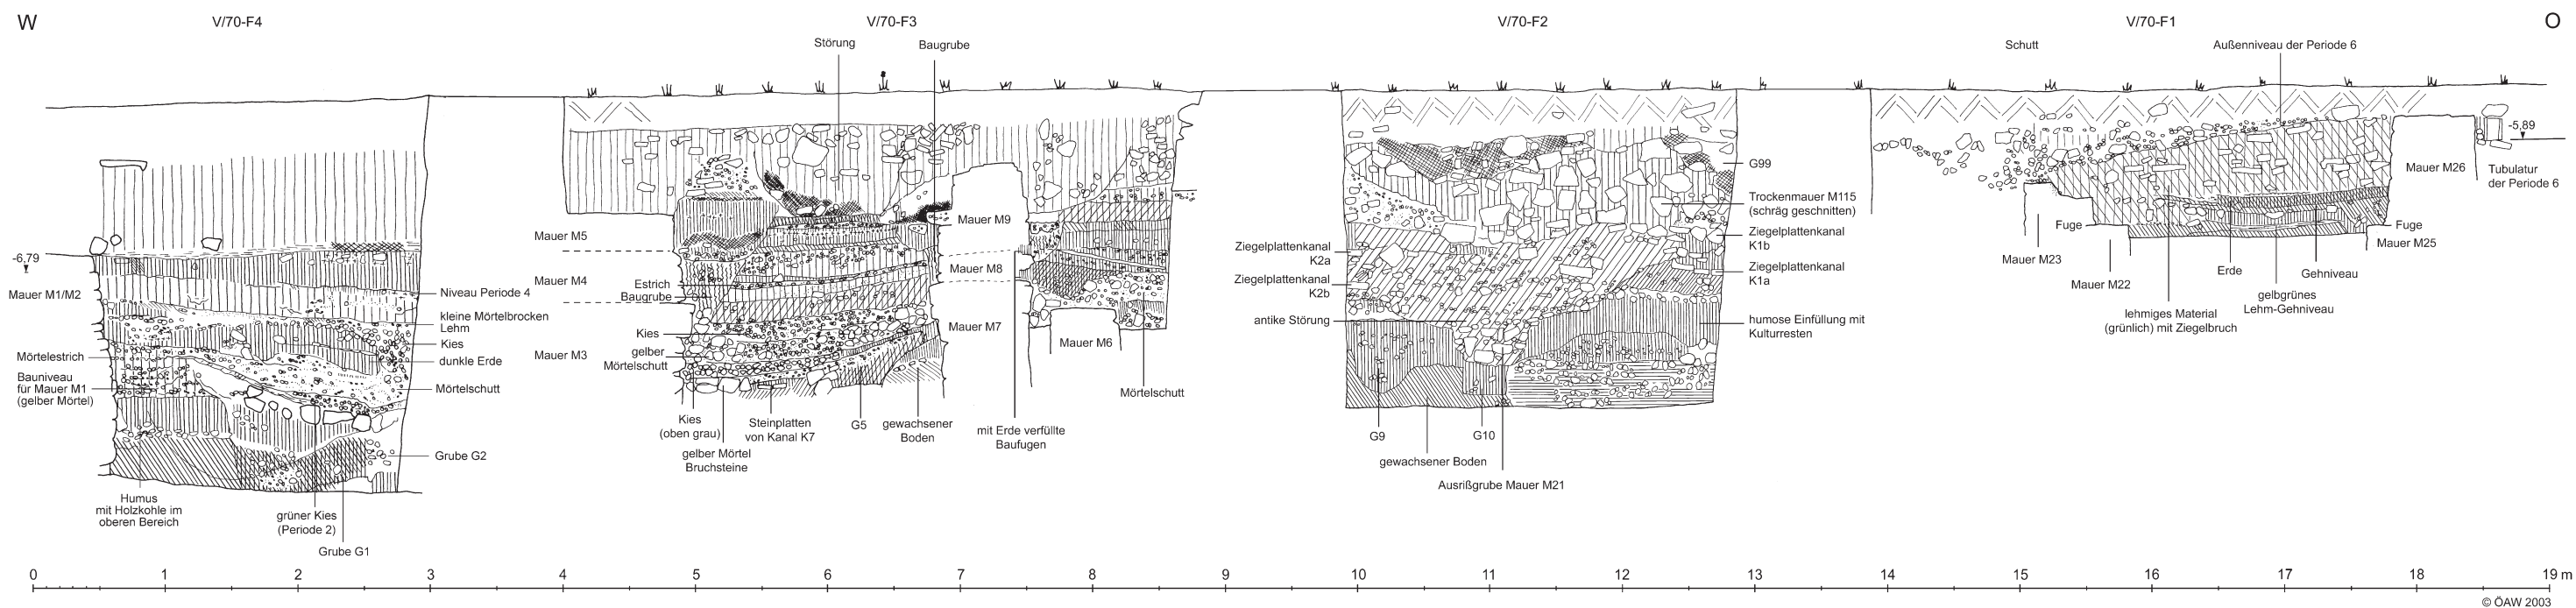 W
V/70-F4
V/70-F3
V/70-F2
V/70-F1
O
Störung
Baugrube
Schutt
Außenniveau der Periode 6
-6.79
Mauer M1/M2
Mörtelestrich
Bauniveau
für Mauer M1
(gelber Mörtel)
Niveau Periode 4
kleine Mörtelbrocken
Lehm
Kies
dunkle Erde
Mörtelschutt
Grube G2
Humus
mit Holzkohle im
oberen Bereich
grüner Kies
(Periode 2)
Grube G1
Mauer M5
Mauer M4
Estrich
Baugrube
Kies
Mauer M3
gelber
Mörtelschutt
Kies
(oben grau)
gelber Mörtel
Bruchsteine
Steinplatten
von Kanal K7
G5
gewachsener
Boden
Mauer M9
Mauer M8
Mauer M7
mit Erde verfüllte
Baufugen
Mauer M6
Mörtelschutt
Ziegelplattenkanal
K2a
Ziegelplattenkanal
K2b
antike Störung
G9
gewachsener Boden
G10
Ausrißgrube Mauer M21
G99
Trockenmauer M115
(schräg geschnitten)
Ziegelplattenkanal
K1b
Ziegelplattenkanal
K1a
humose Einfüllung mit
Kulturresten
Mauer M23
Fuge
Mauer M22
lehmiges Material
(grünlich) mit Ziegelbruch
Erde
gelbgrünes
Lehm-Gehniveau
Gehniveau
Fuge
Mauer M25
Mauer M26
-5,89
Tubulatur
der Periode 6
0 1 2 3 4 5 6 7 8 9 10 11 12 13 14 15 16 17 18 19 m
© ÖAW 2003